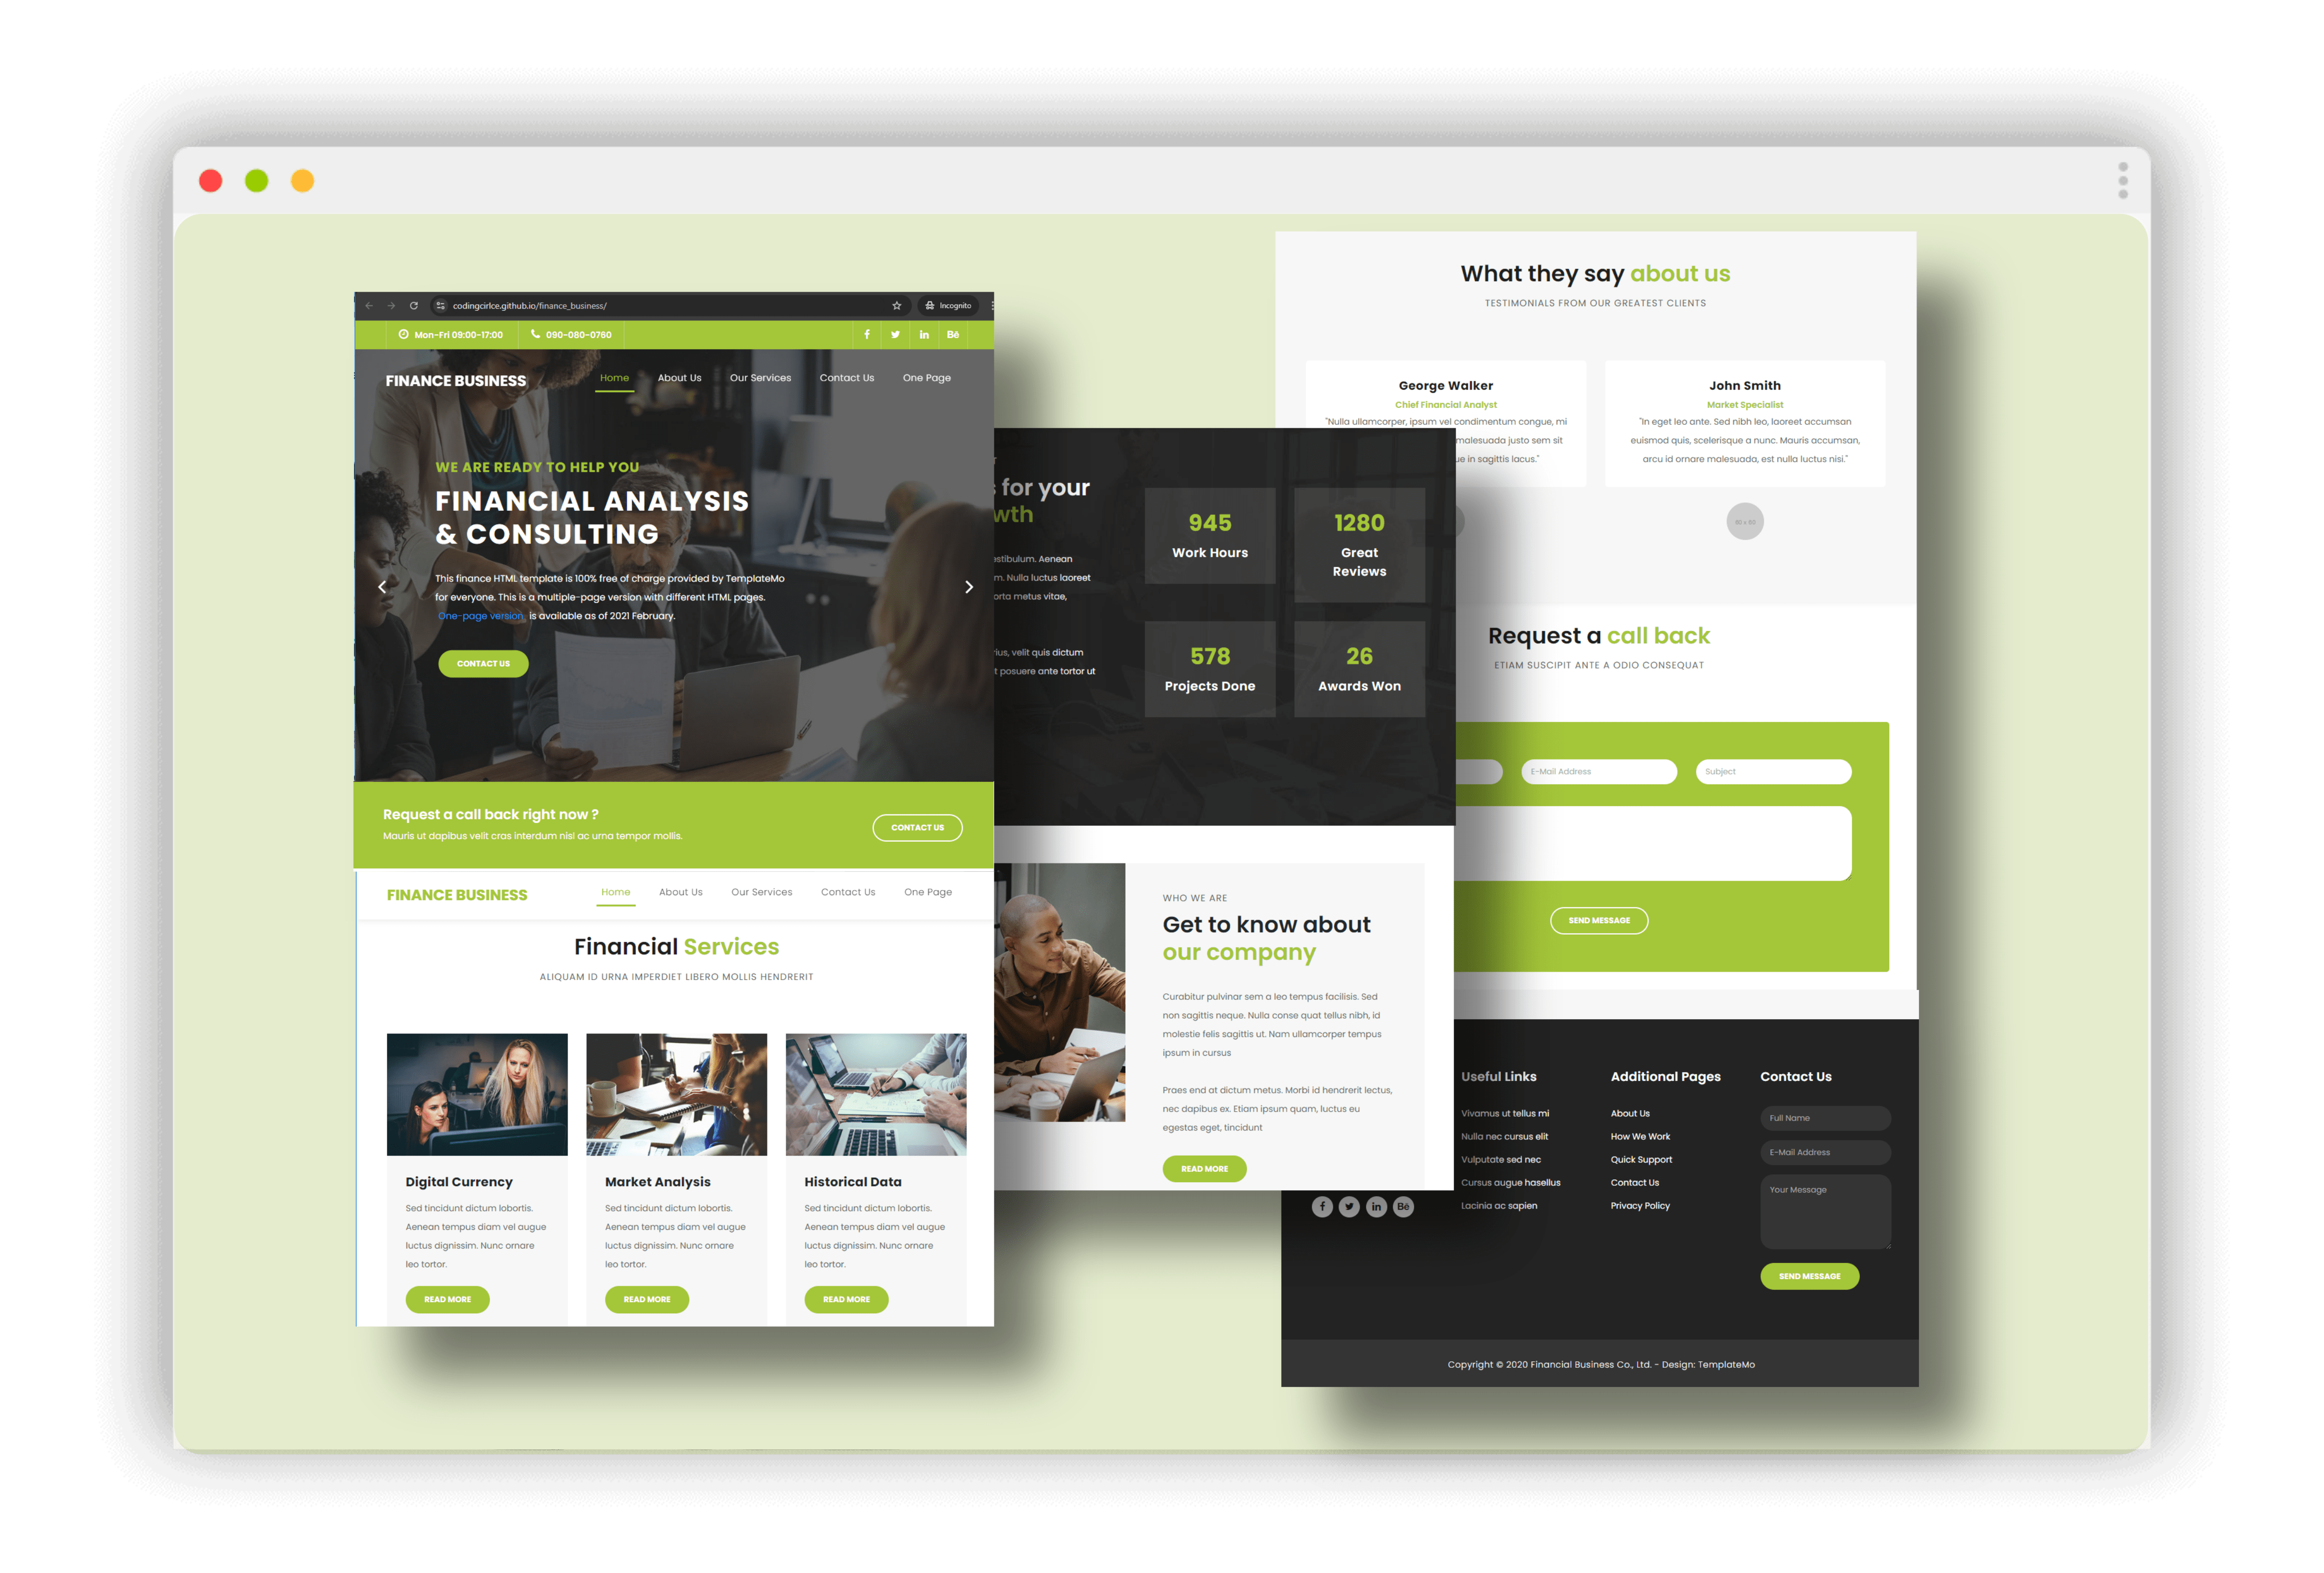 codingcirlce.github.io/finance_business/
Incognito
Mon-Fri 09:00-17:00
090-080-0760
FINANCE BUSINESS
Home
About Us
Our Services
Contact Us
One Page
WE ARE READY TO HELP YOU
FINANCIAL ANALYSIS
& CONSULTING
This finance HTML template is 100% free of charge provided by TemplateMo
for everyone. This is a multiple-page version with different HTML pages.
One-page version is available as of 2021 February.
CONTACT US
Request a call back right now ?
Mauris ut dapibus velit cras interdum nisl ac urna tempor mollis.
CONTACT US
FINANCE BUSINESS
Home
About Us
Our Services
Contact Us
One Page
Financial Services
ALIQUAM ID URNA IMPERDIET LIBERO MOLLIS HENDRERIT
Digital Currency
Sed tincidunt dictum lobortis.
Aenean tempus diam vel augue
luctus dignissim. Nunc ornare
leo tortor.
READ MORE
Market Analysis
Sed tincidunt dictum lobortis.
Aenean tempus diam vel augue
luctus dignissim. Nunc ornare
leo tortor.
READ MORE
Historical Data
Sed tincidunt dictum lobortis.
Aenean tempus diam vel augue
luctus dignissim. Nunc ornare
leo tortor.
READ MORE
for your
wth
estibulum. Aenean
m. Nulla luctus laoreet
orta metus vitae,
ius, velit quis dictum
t posuere ante tortor ut
945
Work Hours
1280
Great
Reviews
578
Projects Done
26
Awards Won
WHO WE ARE
Get to know about
our company
Curabitur pulvinar sem a leo tempus facilisis. Sed
non sagittis neque. Nulla conse quat tellus nibh, id
molestie felis sagittis ut. Nam ullamcorper tempus
ipsum in cursus
Praes end at dictum metus. Morbi id hendrerit lectus,
nec dapibus ex. Etiam ipsum quam, luctus eu
egestas eget, tincidunt
READ MORE
What they say about us
TESTIMONIALS FROM OUR GREATEST CLIENTS
George Walker
Chief Financial Analyst
"Nulla ullamcorper, ipsum vel condimentum congue, mi
malesuada justo sem sit
ue in sagittis lacus."
John Smith
Market Specialist
"In eget leo ante. Sed nibh leo, laoreet accumsan
euismod quis, scelerisque a nunc. Mauris accumsan,
arcu id ornare malesuada, est nulla luctus nisi."
Request a call back
ETIAM SUSCIPIT ANTE A ODIO CONSEQUAT
E-Mail Address
Subject
SEND MESSAGE
Useful Links
Vivamus ut tellus mi
Nulla nec cursus elit
Vulputate sed nec
Cursus augue hasellus
Lacinia ac sapien
Additional Pages
About Us
How We Work
Quick Support
Contact Us
Privacy Policy
Contact Us
Full Name
E-Mail Address
Your Message
SEND MESSAGE
Copyright © 2020 Financial Business Co., Ltd. - Design: TemplateMo